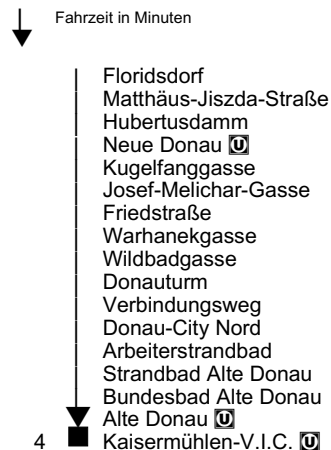 Fahrzeit in Minuten
Floridsdorf
Matthäus-Jiszda-Straße
Hubertusdamm
Neue Donau U
Kugelfanggasse
Josef-Melichar-Gasse
Friedstraße
Warhanekgasse
Wildbadgasse
Donauturm
Verbindungsweg
Donau-City Nord
Arbeiterstrandbad
Strandbad Alte Donau
Bundesbad Alte Donau
Alte Donau U
4 Kaisermühlen-V.I.C. U